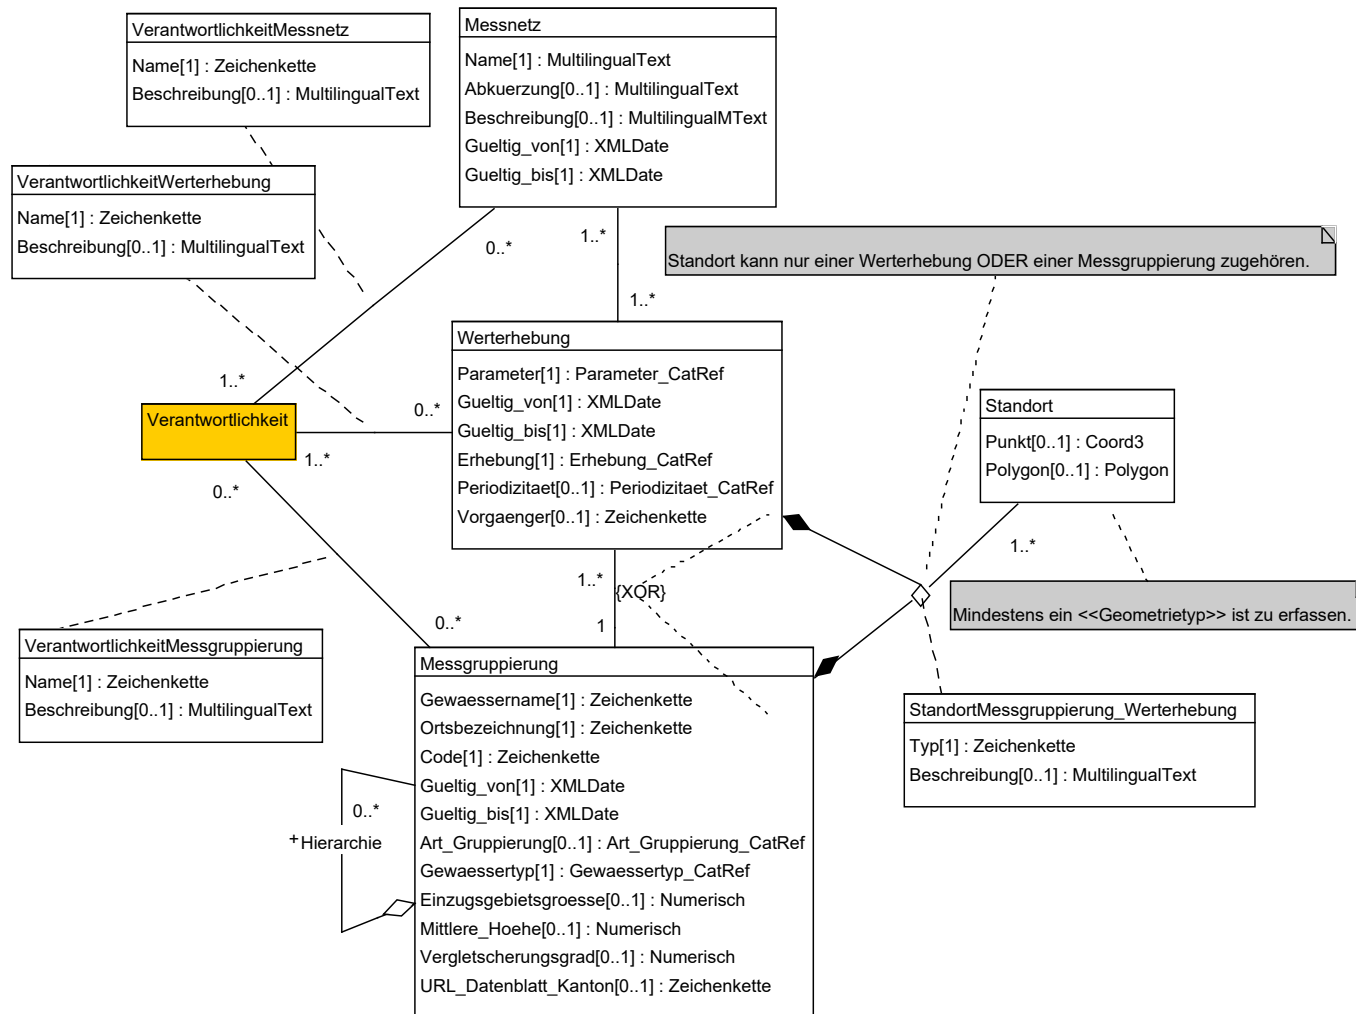 VerantwortlichkeitMessnetz
Name[1] : Zeichenkette
Beschreibung[0..1] : MultilingualText
Messnetz
Name[1] : MultilingualText
Abkuerzung[0..1] : MultilingualText
Beschreibung[0..1] : MultilingualMText
Gueltig_von[1] : XMLDate
Gueltig_bis[1] : XMLDate
VerantwortlichkeitWerterhebung
Name[1] : Zeichenkette
Beschreibung[0..1] : MultilingualText
0..*
1..*
Standort kann nur einer Werterhebung ODER einer Messgruppierung zugehören.
1..*
Werterhebung
Parameter[1] : Parameter_CatRef
Gueltig_von[1] : XMLDate
Gueltig_bis[1] : XMLDate
Erhebung[1] : Erhebung_CatRef
Periodizitaet[0..1] : Periodizitaet_CatRef
Vorgaenger[0..1] : Zeichenkette
1..*
0..*
Verantwortlichkeit
1..*
0..*
Standort
Punkt[0..1] : Coord3
Polygon[0..1] : Polygon
1..*
1..*
{XOR}
1
0..*
Mindestens ein <<Geometrietyp>> ist zu erfassen.
VerantwortlichkeitMessgruppierung
Name[1] : Zeichenkette
Beschreibung[0..1] : MultilingualText
Messgruppierung
Gewaessername[1] : Zeichenkette
Ortsbezeichnung[1] : Zeichenkette
Code[1] : Zeichenkette
Gueltig_von[1] : XMLDate
Gueltig_bis[1] : XMLDate
Art_Gruppierung[0..1] : Art_Gruppierung_CatRef
Gewaessertyp[1] : Gewaessertyp_CatRef
Einzugsgebietsgroesse[0..1] : Numerisch
Mittlere_Hoehe[0..1] : Numerisch
Vergletscherungsgrad[0..1] : Numerisch
URL_Datenblatt_Kanton[0..1] : Zeichenkette
0..*
+Hierarchie
StandortMessgruppierung_Werterhebung
Typ[1] : Zeichenkette
Beschreibung[0..1] : MultilingualText